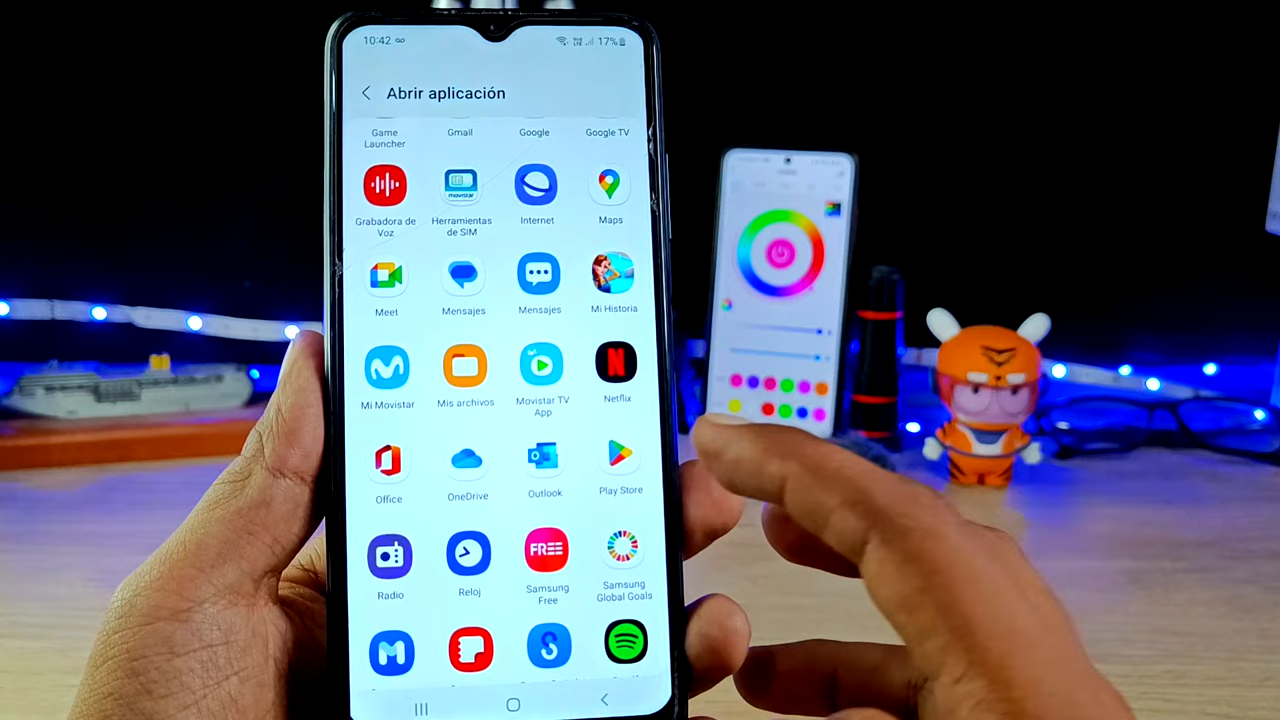 10:42
17%
Abrir aplicación
Game Launcher
Gmail
Google
Google TV
movistar
Grabadora de Voz
Herramientas de SIM
Internet
Maps
Meet
Mensajes
Mensajes
Mi Historia
N
Mi Movistar
Mis archivos
Movistar TV App
Netflix
Office
OneDrive
Outlook
Play Store
FREE
Radio
Reloj
Samsung Free
Samsung Global Goals